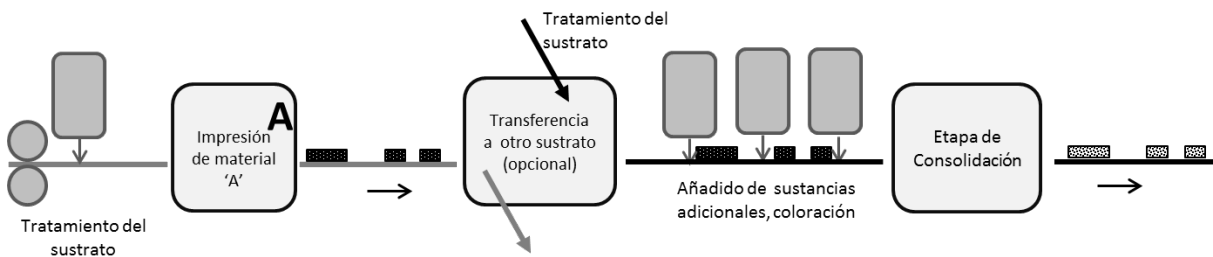 Tratamiento del
sustrato
Impresión
de material
‘A’
A
Tratamiento del
sustrato
Transferencia
a otro sustrato
(opcional)
Añadido de sustancias
adicionales, coloración
Etapa de
Consolidación